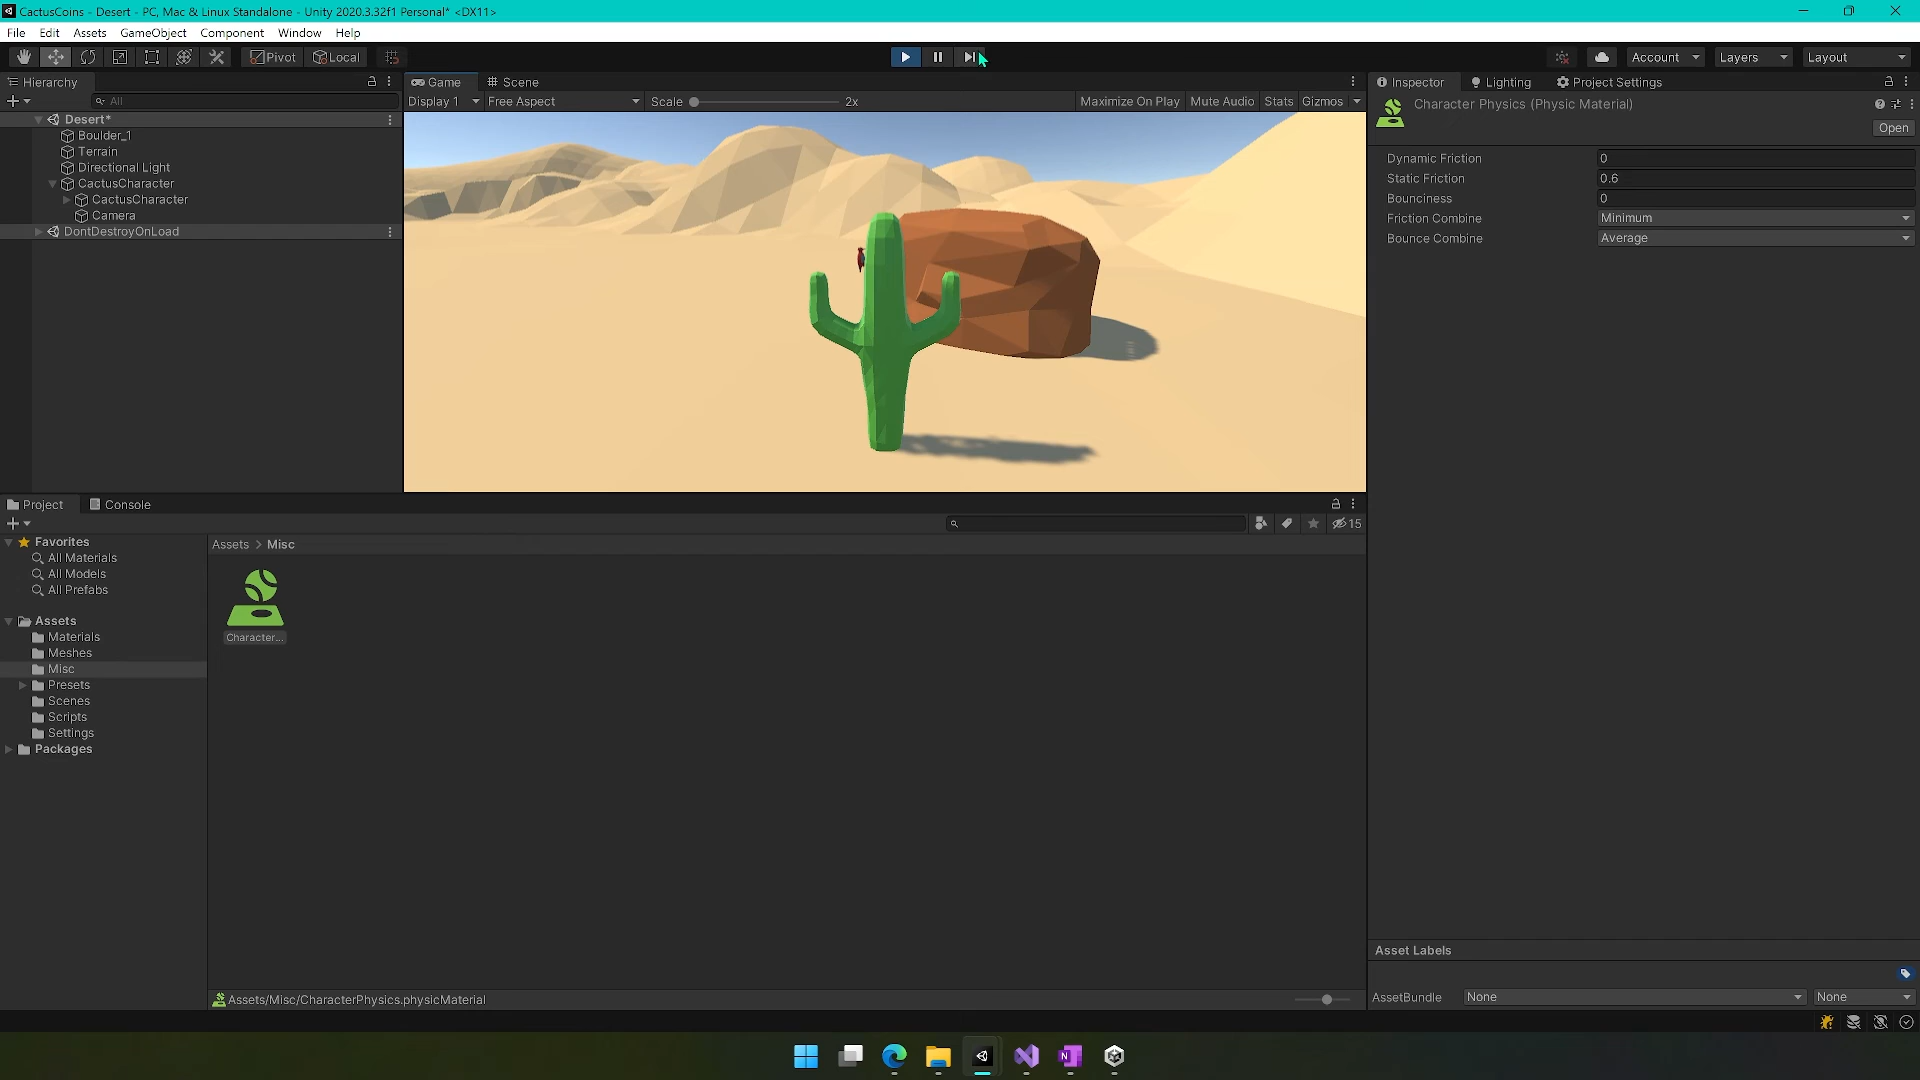 CactusCoins - Desert - PC, Mac & Linux Standalone - Unity 2020.3.32f1 Personal* <DX11>
File Edit Assets GameObject Component Window Help
Pivot Local Account Layers Layout
Hierarchy
All
Desert*
Boulder_1
Terrain
Directional Light
CactusCharacter
CactusCharacter
Camera
DontDestroyOnLoad
Game Scene
Display 1 Free Aspect Scale 2x Maximize On Play Mute Audio Stats Gizmos
Inspector Lighting Project Settings
Character Physics (Physic Material)
Open
Dynamic Friction 0
Static Friction 0.6
Bounciness 0
Friction Combine Minimum
Bounce Combine Average
Project Console
15
Favorites
All Materials
All Models
All Prefabs
Assets
Materials
Meshes
Misc
Presets
Scenes
Scripts
Settings
Packages
Assets > Misc
Character...
Assets/Misc/CharacterPhysics.physicMaterial
Asset Labels
AssetBundle None None